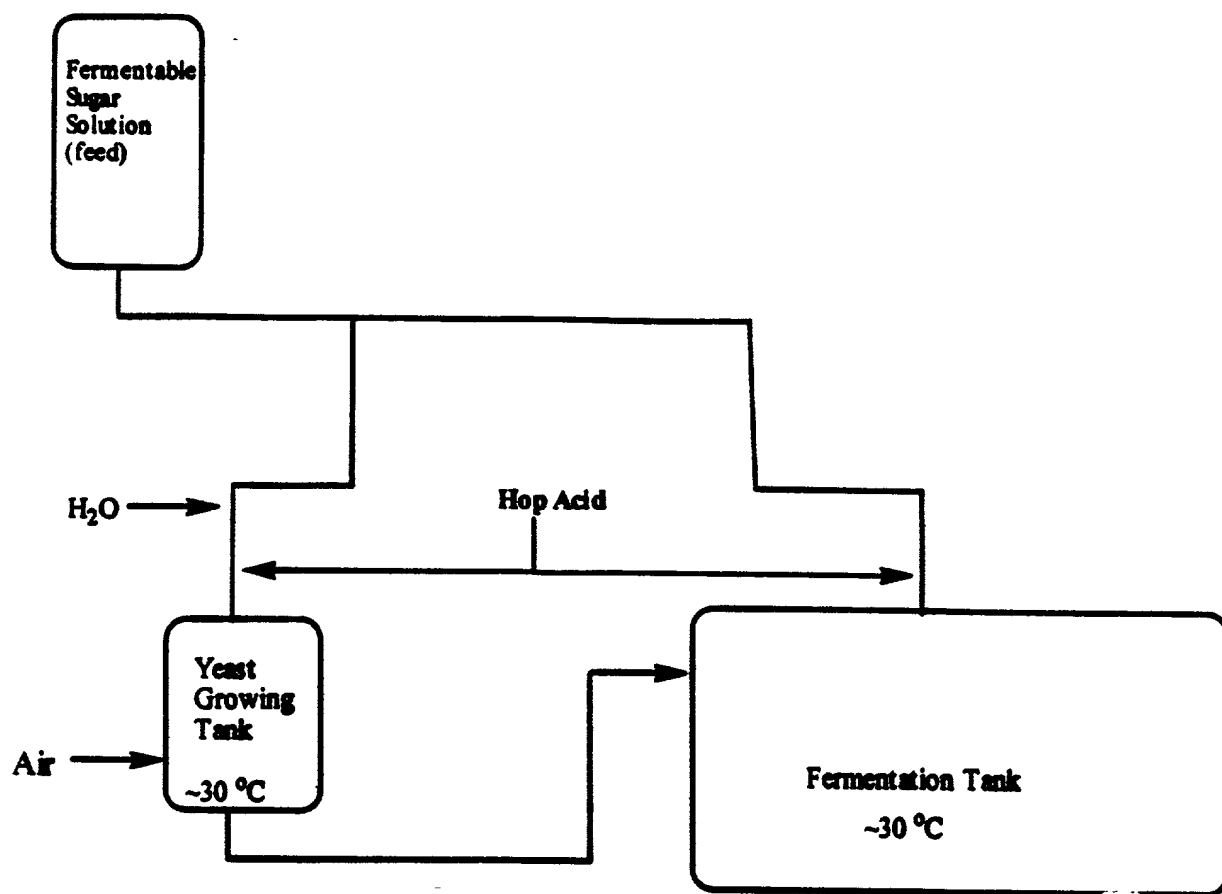 Fermentable
Sugar
Solution
(feed)
H₂O
Hop Acid
Yeast
Growing
Tank
~30 °C
Air
Fermentation Tank
~30 °C